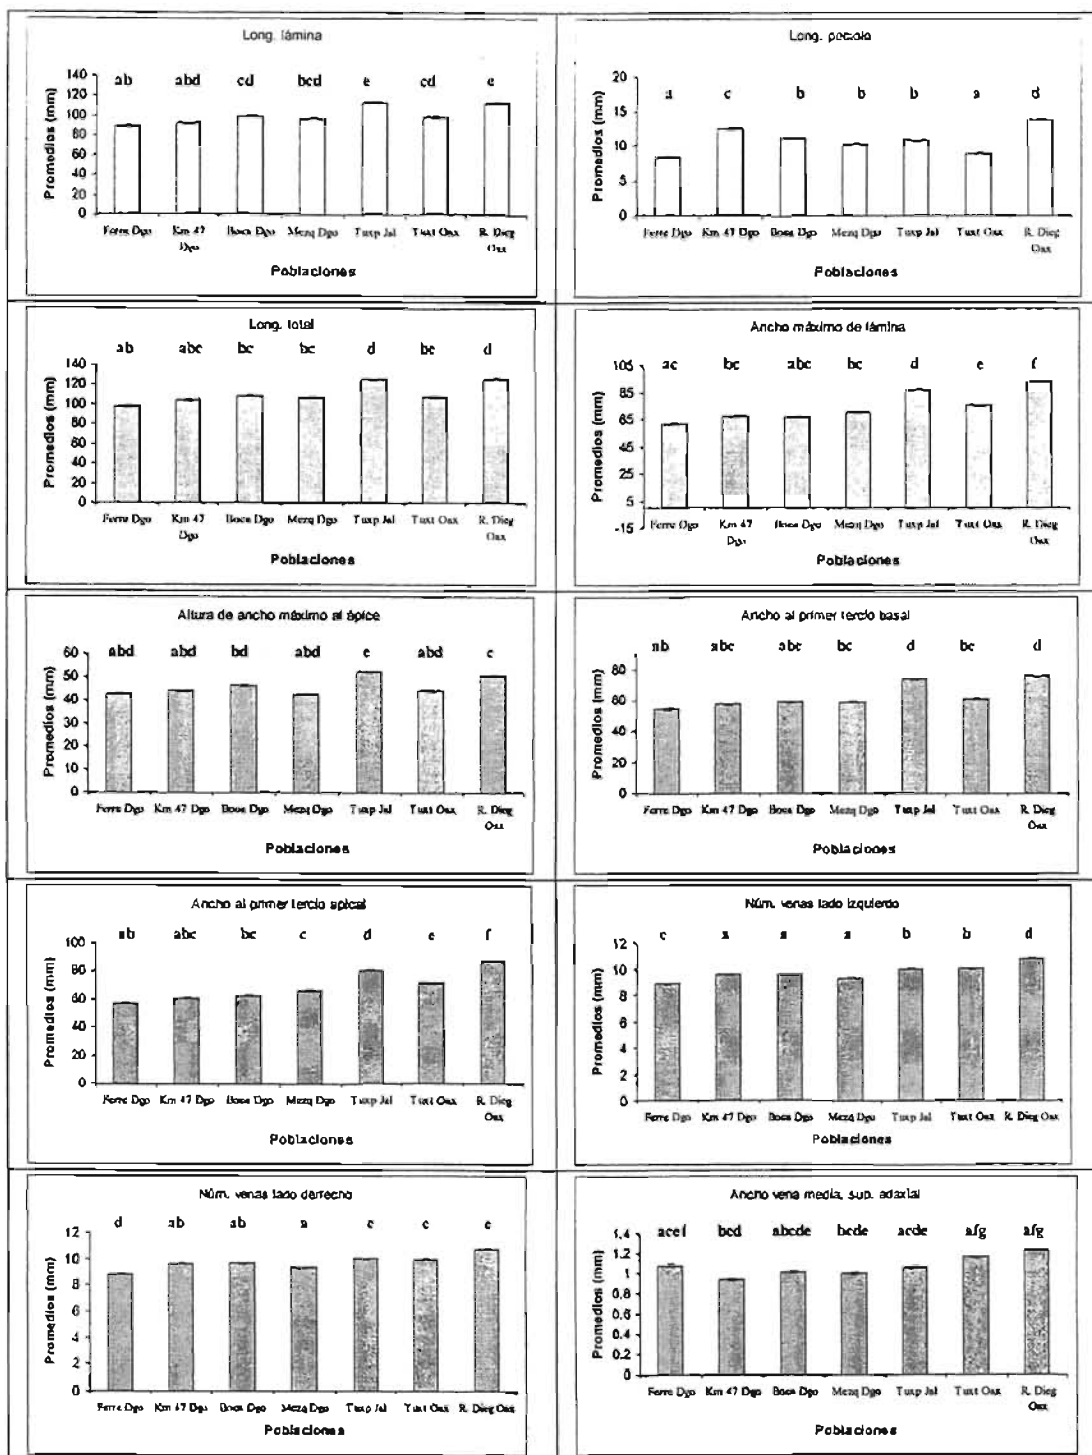 Long. lámina
ab abd cd bcd e cd e
Promedios (mm)
140
120
100
80
60
40
20
0
Ferre Dgo Km 47 Dgo Boca Dgo Mezq Dgo Tuxp Jal Tuxt Oax R. Dieg Oax
Poblaciones
Long. peciolo
a c b b b a d
Promedios (mm)
20
15
10
5
0
Ferre Dgo Km 47 Dgo Boca Dgo Mezq Dgo Tuxp Jal Tuxt Oax R. Dieg Oax
Poblaciones
Long. total
ab abc bc bc d bc d
Promedios (mm)
140
120
100
80
60
40
20
0
Ferre Dgo Km 47 Dgo Boca Dgo Mezq Dgo Tuxp Jal Tuxt Oax R. Dieg Oax
Poblaciones
Ancho máximo de lámina
ac bc abc bc d e f
Promedios (mm)
105
85
65
45
25
5
-15
Ferre Dgo Km 47 Dgo Boca Dgo Mezq Dgo Tuxp Jal Tuxt Oax R. Dieg Oax
Poblaciones
Altura de ancho máximo al ápice
abd abd bd abd e abd c
Promedios (mm)
60
50
40
30
20
10
0
Ferre Dgo Km 47 Dgo Boca Dgo Mezq Dgo Tuxp Jal Tuxt Oax R. Dieg Oax
Poblaciones
Ancho al primer tercio basal
ab abc abc bc d bc d
Promedios (mm)
80
60
40
20
0
Ferre Dgo Km 47 Dgo Boca Dgo Mezq Dgo Tuxp Jal Tuxt Oax R. Dieg Oax
Poblaciones
Ancho al primer tercio apical
ab abc bc c d e f
Promedios (mm)
100
80
60
40
20
0
Ferre Dgo Km 47 Dgo Boca Dgo Mezq Dgo Tuxp Jal Tuxt Oax R. Dieg Oax
Poblaciones
Núm. venas lado izquierdo
c a a a b b d
Promedios (mm)
12
10
8
6
4
2
0
Ferre Dgo Km 47 Dgo Boca Dgo Mezq Dgo Tuxp Jal Tuxt Oax R. Dieg Oax
Poblaciones
Núm. venas lado derrecho
d ab ab a c c e
Promedios (mm)
12
10
8
6
4
2
0
Ferre Dgo Km 47 Dgo Boca Dgo Mezq Dgo Tuxp Jal Tuxt Oax R. Dieg Oax
Poblaciones
Ancho vena media, sup. adaxial
acef bcd abcde bcde acde afg afg
Promedios (mm)
1,4
1,2
1
0,8
0,6
0,4
0,2
0
Ferre Dgo Km 47 Dgo Boca Dgo Mezq Dgo Tuxp Jal Tuxt Oax R. Dieg Oax
Poblaciones